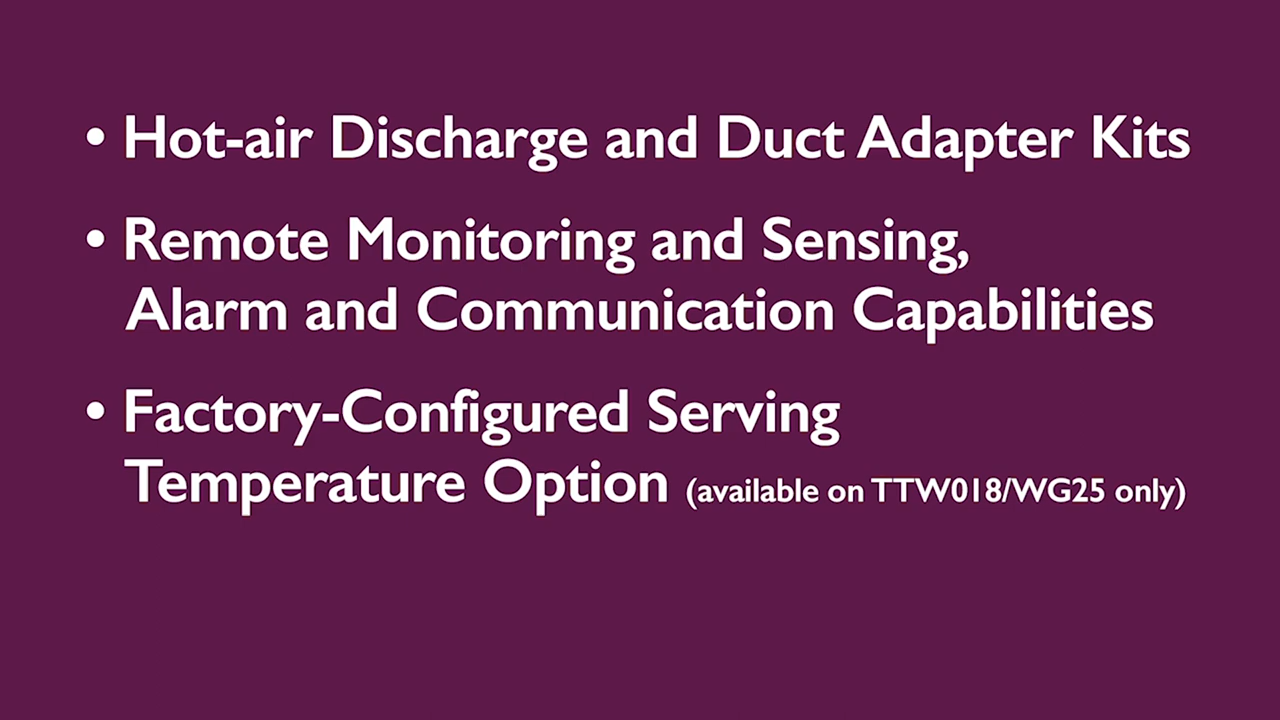 • Hot-air Discharge and Duct Adapter Kits
• Remote Monitoring and Sensing,
Alarm and Communication Capabilities
• Factory-Configured Serving
Temperature Option (available on TTW018/WG25 only)